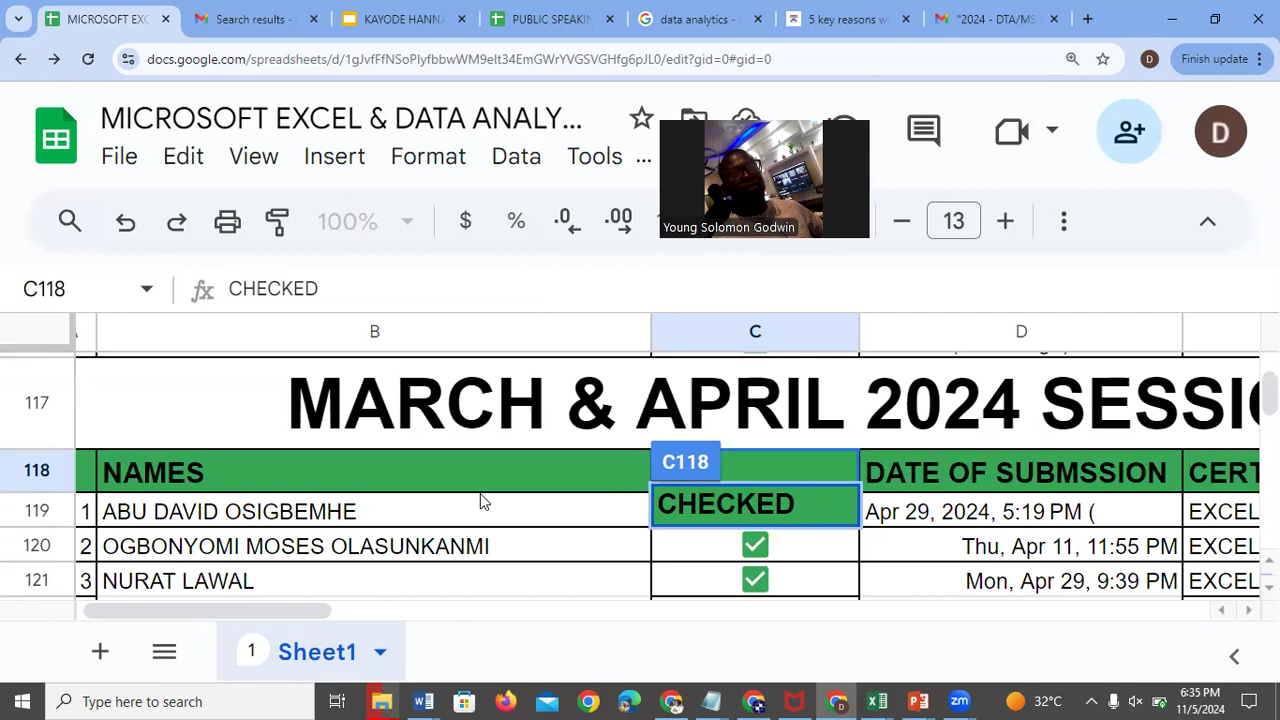 MICROSOFT EXC
Search results -
KAYODE HANNA
PUBLIC SPEAKIN
data analytics -
5 key reasons w
"2024 - DTA/MS
docs.google.com/spreadsheets/d/1gJvfFfNSoPIyfbbwWM9eIt34EmGWrYVGSVGHfg6pJL0/edit?gid=0#gid=0
D
Finish update
MICROSOFT EXCEL & DATA ANALY...
File Edit View Insert Format Data Tools ...
D
100% $ % .0 .00 13
Young Solomon Godwin
C118 fx CHECKED
B C D
117 MARCH & APRIL 2024 SESSI
118 NAMES C118 DATE OF SUBMSSION CERT
CHECKED
119 1 ABU DAVID OSIGBEMHE Apr 29, 2024, 5:19 PM ( EXCEL
120 2 OGBONYOMI MOSES OLASUNKANMI Thu, Apr 11, 11:55 PM EXCEL
121 3 NURAT LAWAL Mon, Apr 29, 9:39 PM EXCEL
1 Sheet1
Type here to search
32°C
6:35 PM
11/5/2024